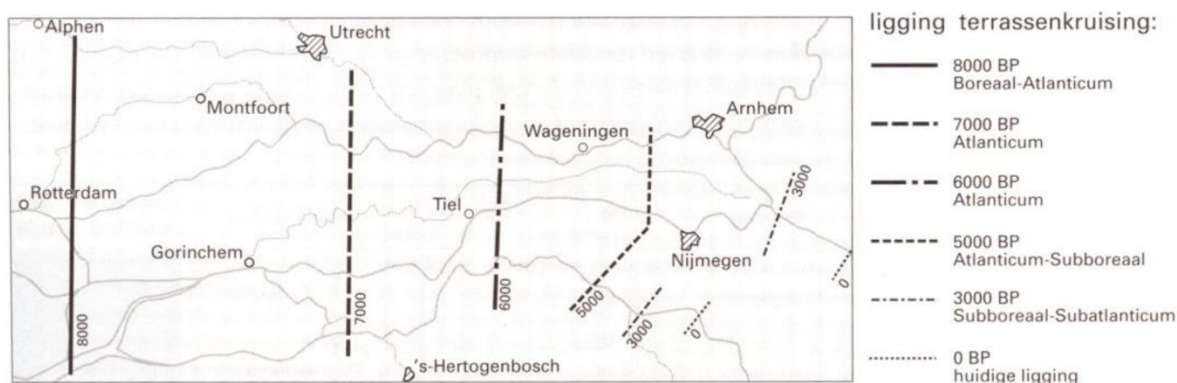 Alphen
Utrecht
Montfoort
Arnhem
Wageningen
Rotterdam
Tiel
Gorinchem
Nijmegen
's-Hertogenbosch
8000
7000
6000
5000
3000
0
3000
0
ligging terrassenkruising:
8000 BP
Boreaal-Atlanticum
7000 BP
Atlanticum
6000 BP
Atlanticum
5000 BP
Atlanticum-Subboreaal
3000 BP
Subboreaal-Subatlanticum
0 BP
huidige ligging